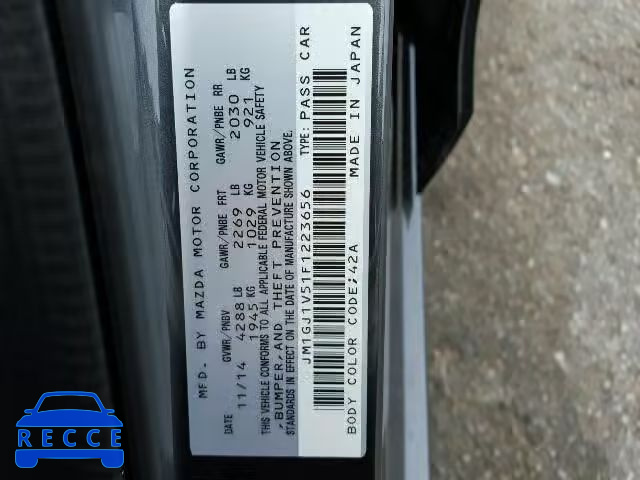 MFD. BY MAZDA MOTOR CORPORATION
DATE GVWR/PNBV GAWR/PNBE FRT GAWR/PNBE RR
11/14 4288 LB 2269 LB 2030 LB
1945 KG 1029 KG 921 KG
THIS VEHICLE CONFORMS TO ALL APPLICABLE FEDERAL MOTOR VEHICLE SAFETY
,BUMPER,AND THEFT PREVENTION
STANDARDS IN EFFECT ON THE DATE OF MANUFACTURE SHOWN ABOVE.
JM1GJ1V51F1223656 TYPE: PASS CAR
BODY COLOR CODE:42A MADE IN JAPAN
RECCE